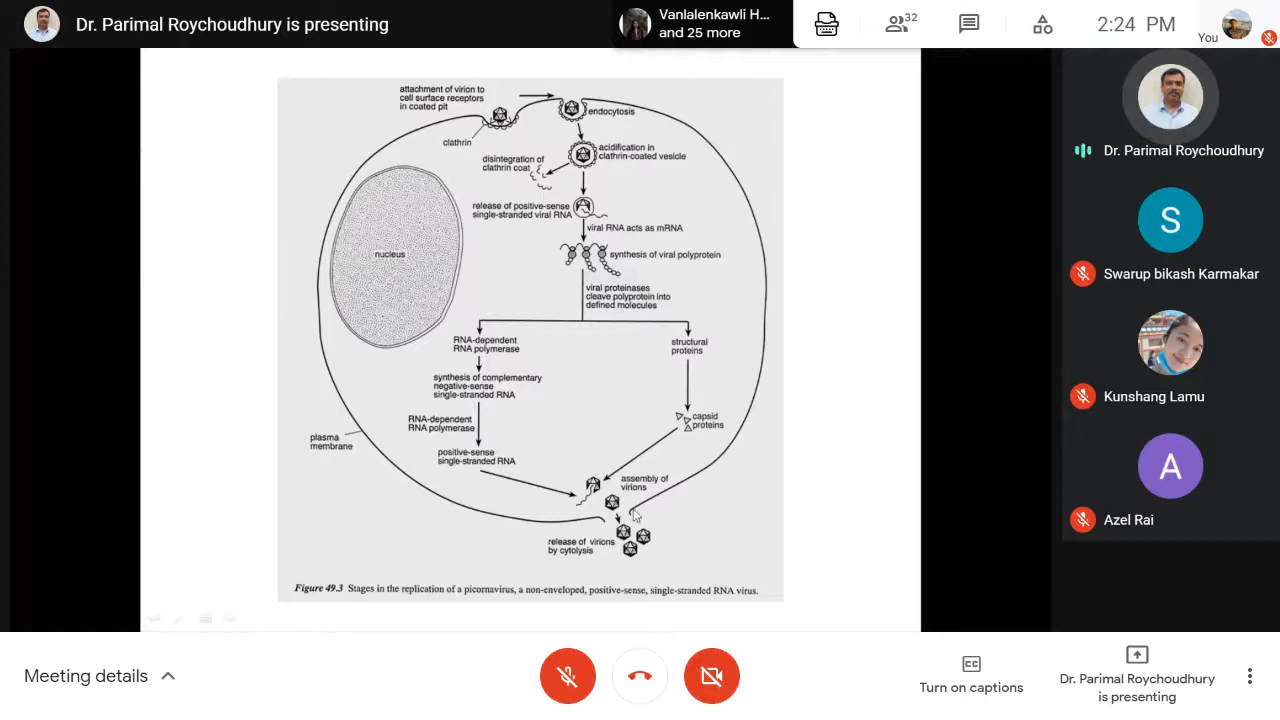 Dr. Parimal Roychoudhury is presenting
Vanlalenkawli H...
and 25 more
32
2:24 PM
You
attachment of virion to
cell surface receptors
in coated pit
endocytosis
clathrin
acidification in
clathrin-coated vesicle
disintegration of
clathrin coat
release of positive-sense
single-stranded viral RNA
viral RNA acts as mRNA
nucleus
synthesis of viral polyprotein
viral proteinases
cleave polyprotein into
defined molecules
RNA-dependent
RNA polymerase
structural
proteins
synthesis of complementary
negative-sense
single-stranded RNA
RNA-dependent
RNA polymerase
capsid
proteins
plasma
membrane
positive-sense
single-stranded RNA
assembly of
virions
release of virions
by cytolysis
Figure 49.3 Stages in the replication of a picornavirus, a non-enveloped, positive-sense, single-stranded RNA virus.
Dr. Parimal Roychoudhury
S
Swarup bikash Karmakar
Kunshang Lamu
A
Azel Rai
Meeting details
CC
Turn on captions
Dr. Parimal Roychoudhury
is presenting